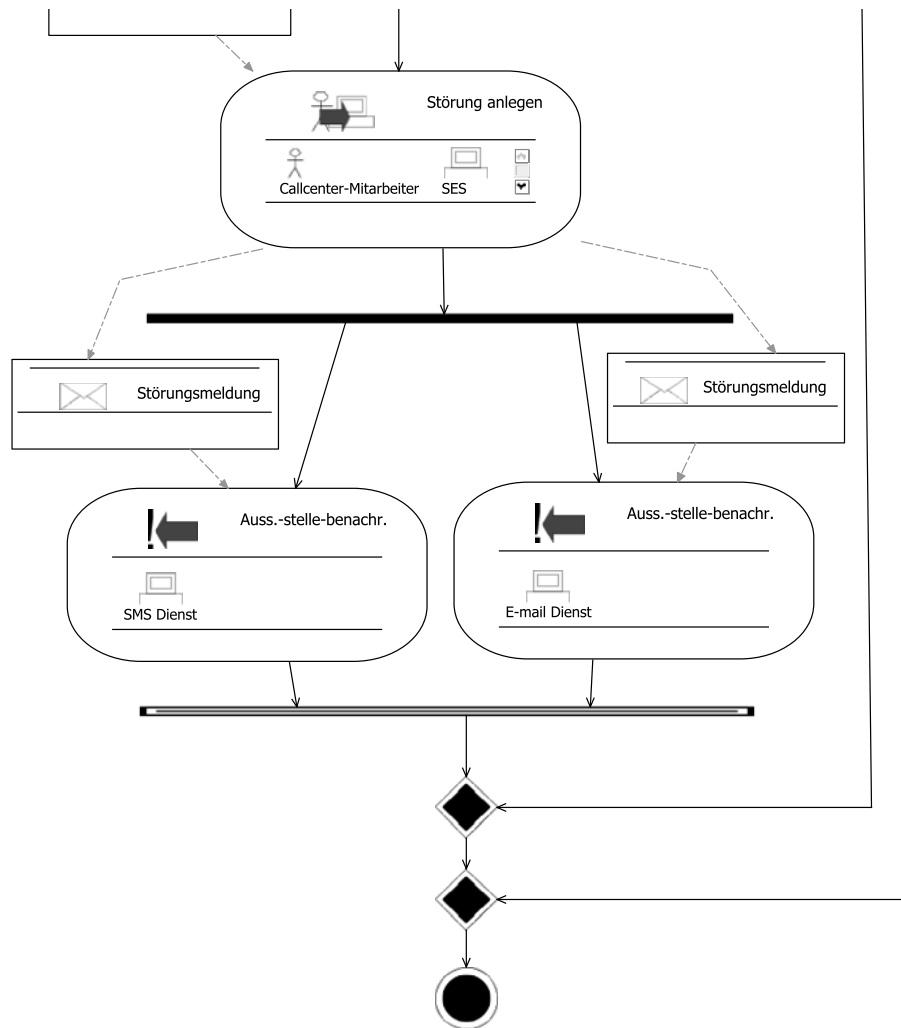 Störung anlegen
Callcenter-Mitarbeiter SES
Störungsmeldung
Störungsmeldung
Auss.-stelle-benachr.
Auss.-stelle-benachr.
SMS Dienst
E-mail Dienst